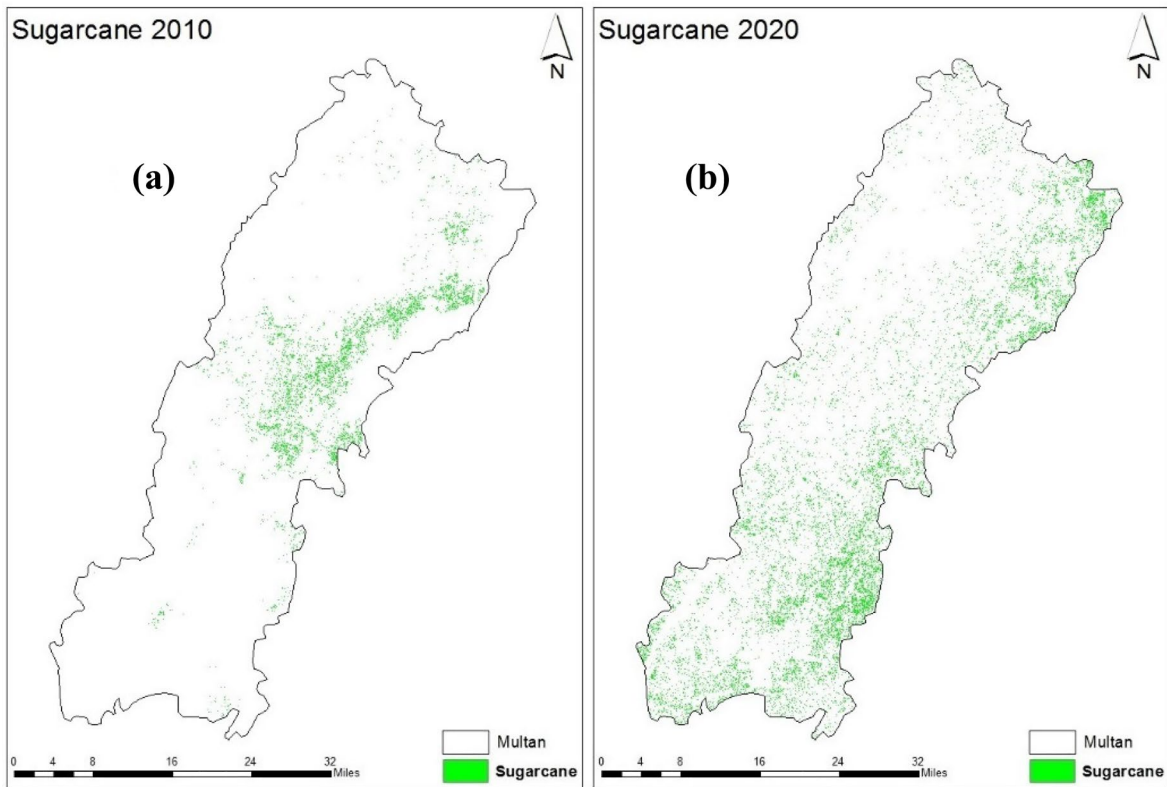 Sugarcane 2010
N
(a)
Multan
Sugarcane
0 4 8 16 24 32
Miles
Sugarcane 2020
N
(b)
Multan
Sugarcane
0 4 8 16 24 32
Miles